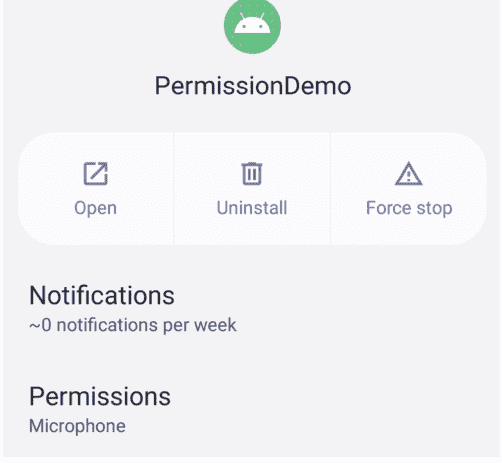 PermissionDemo
Open
Uninstall
Force stop
Notifications
~0 notifications per week
Permissions
Microphone